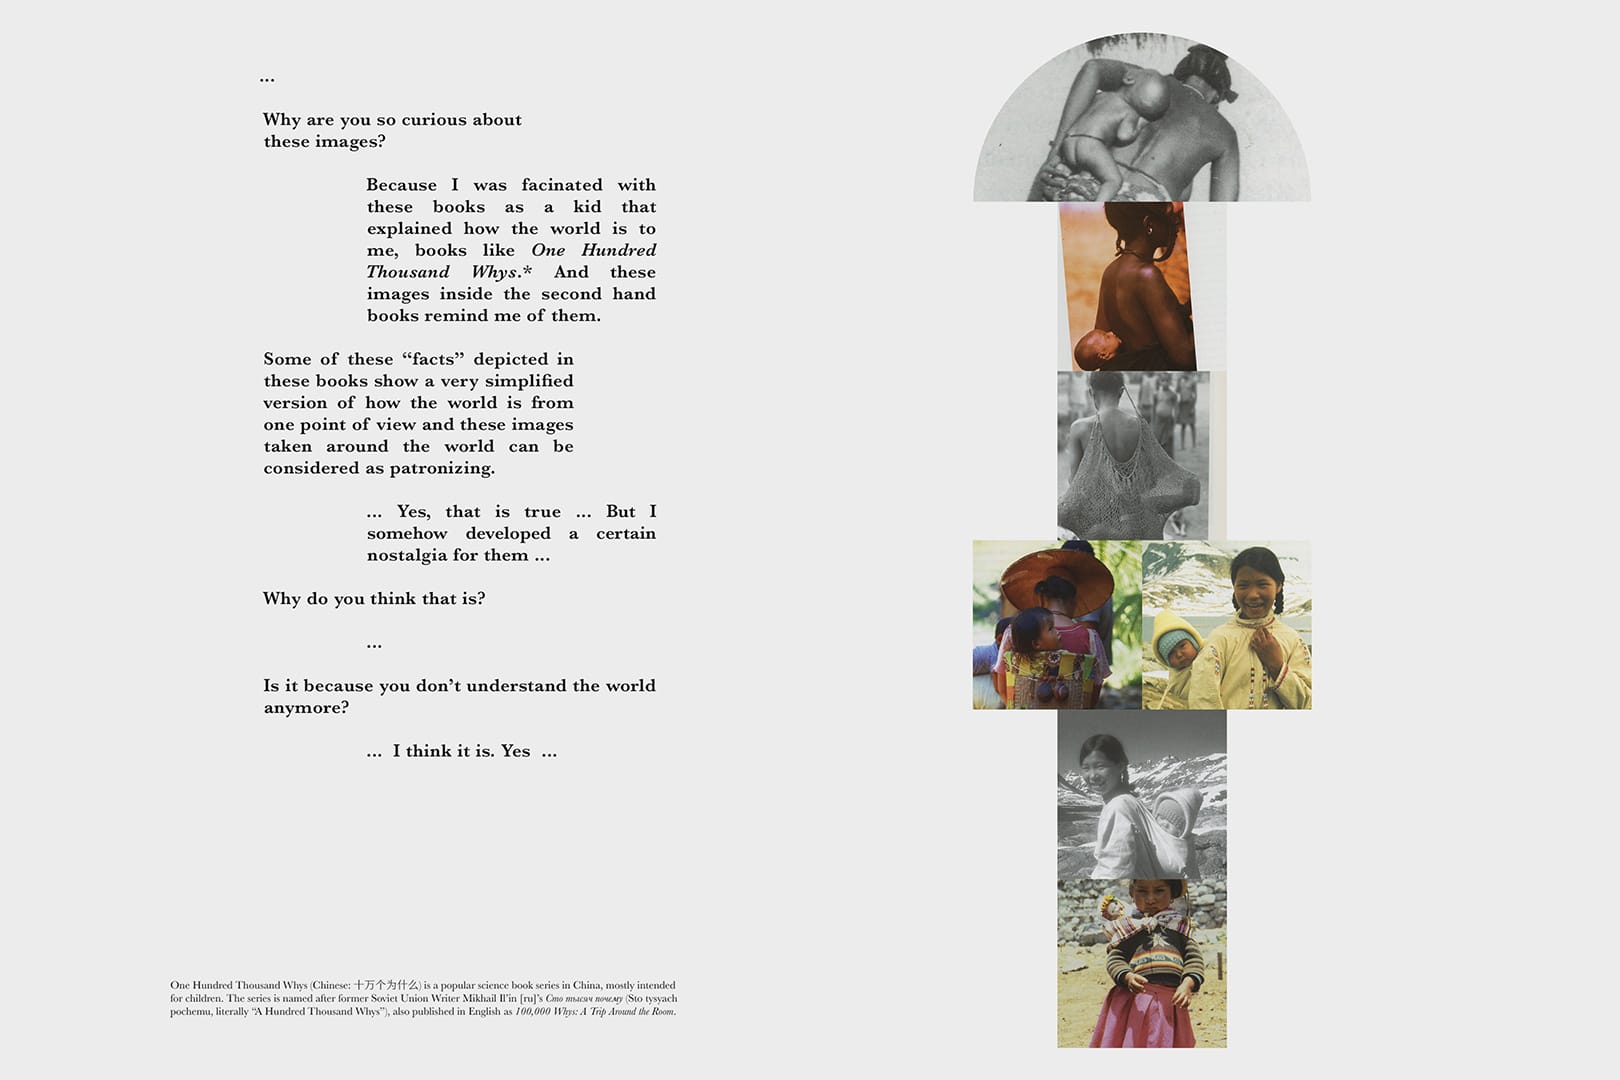 ...
Why are you so curious about
these images?
Because I was facinated with
these books as a kid that
explained how the world is to
me, books like One Hundred
Thousand Whys.* And these
images inside the second hand
books remind me of them.
Some of these “facts” depicted in
these books show a very simplified
version of how the world is from
one point of view and these images
taken around the world can be
considered as patronizing.
... Yes, that is true ... But I
somehow developed a certain
nostalgia for them ...
Why do you think that is?
...
Is it because you don’t understand the world
anymore?
... I think it is. Yes ...
One Hundred Thousand Whys (Chinese: 十万个为什么) is a popular science book series in China, mostly intended
for children. The series is named after former Soviet Union Writer Mikhail Il’in [ru]’s Сто тысяч почему (Sto tysyach
pochemu, literally “A Hundred Thousand Whys”), also published in English as 100,000 Whys: A Trip Around the Room.